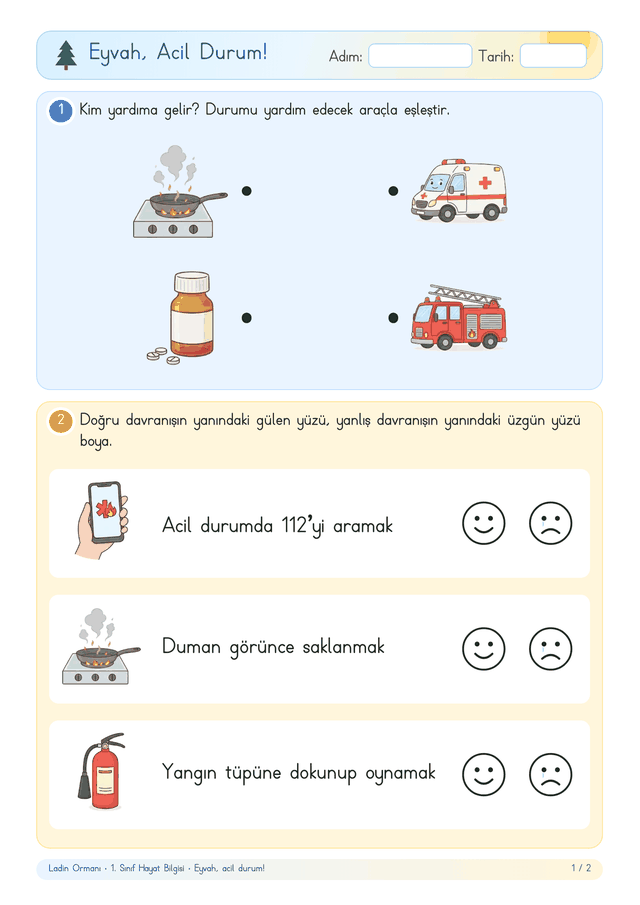 Eyvah, Acil Durum!
Adım:
Tarih:
1 Kim yardıma gelir? Durumu yardım edecek araçla eşleştir.
2 Doğru davranışın yanındaki gülen yüzü, yanlış davranışın yanındaki üzgün yüzü
boya.
Acil durumda 112'yi aramak
Duman görünce saklanmak
Yangın tüpüne dokunup oynamak
Ladin Ormanı • 1. Sınıf Hayat Bilgisi • Eyvah, acil durum!
1 / 2